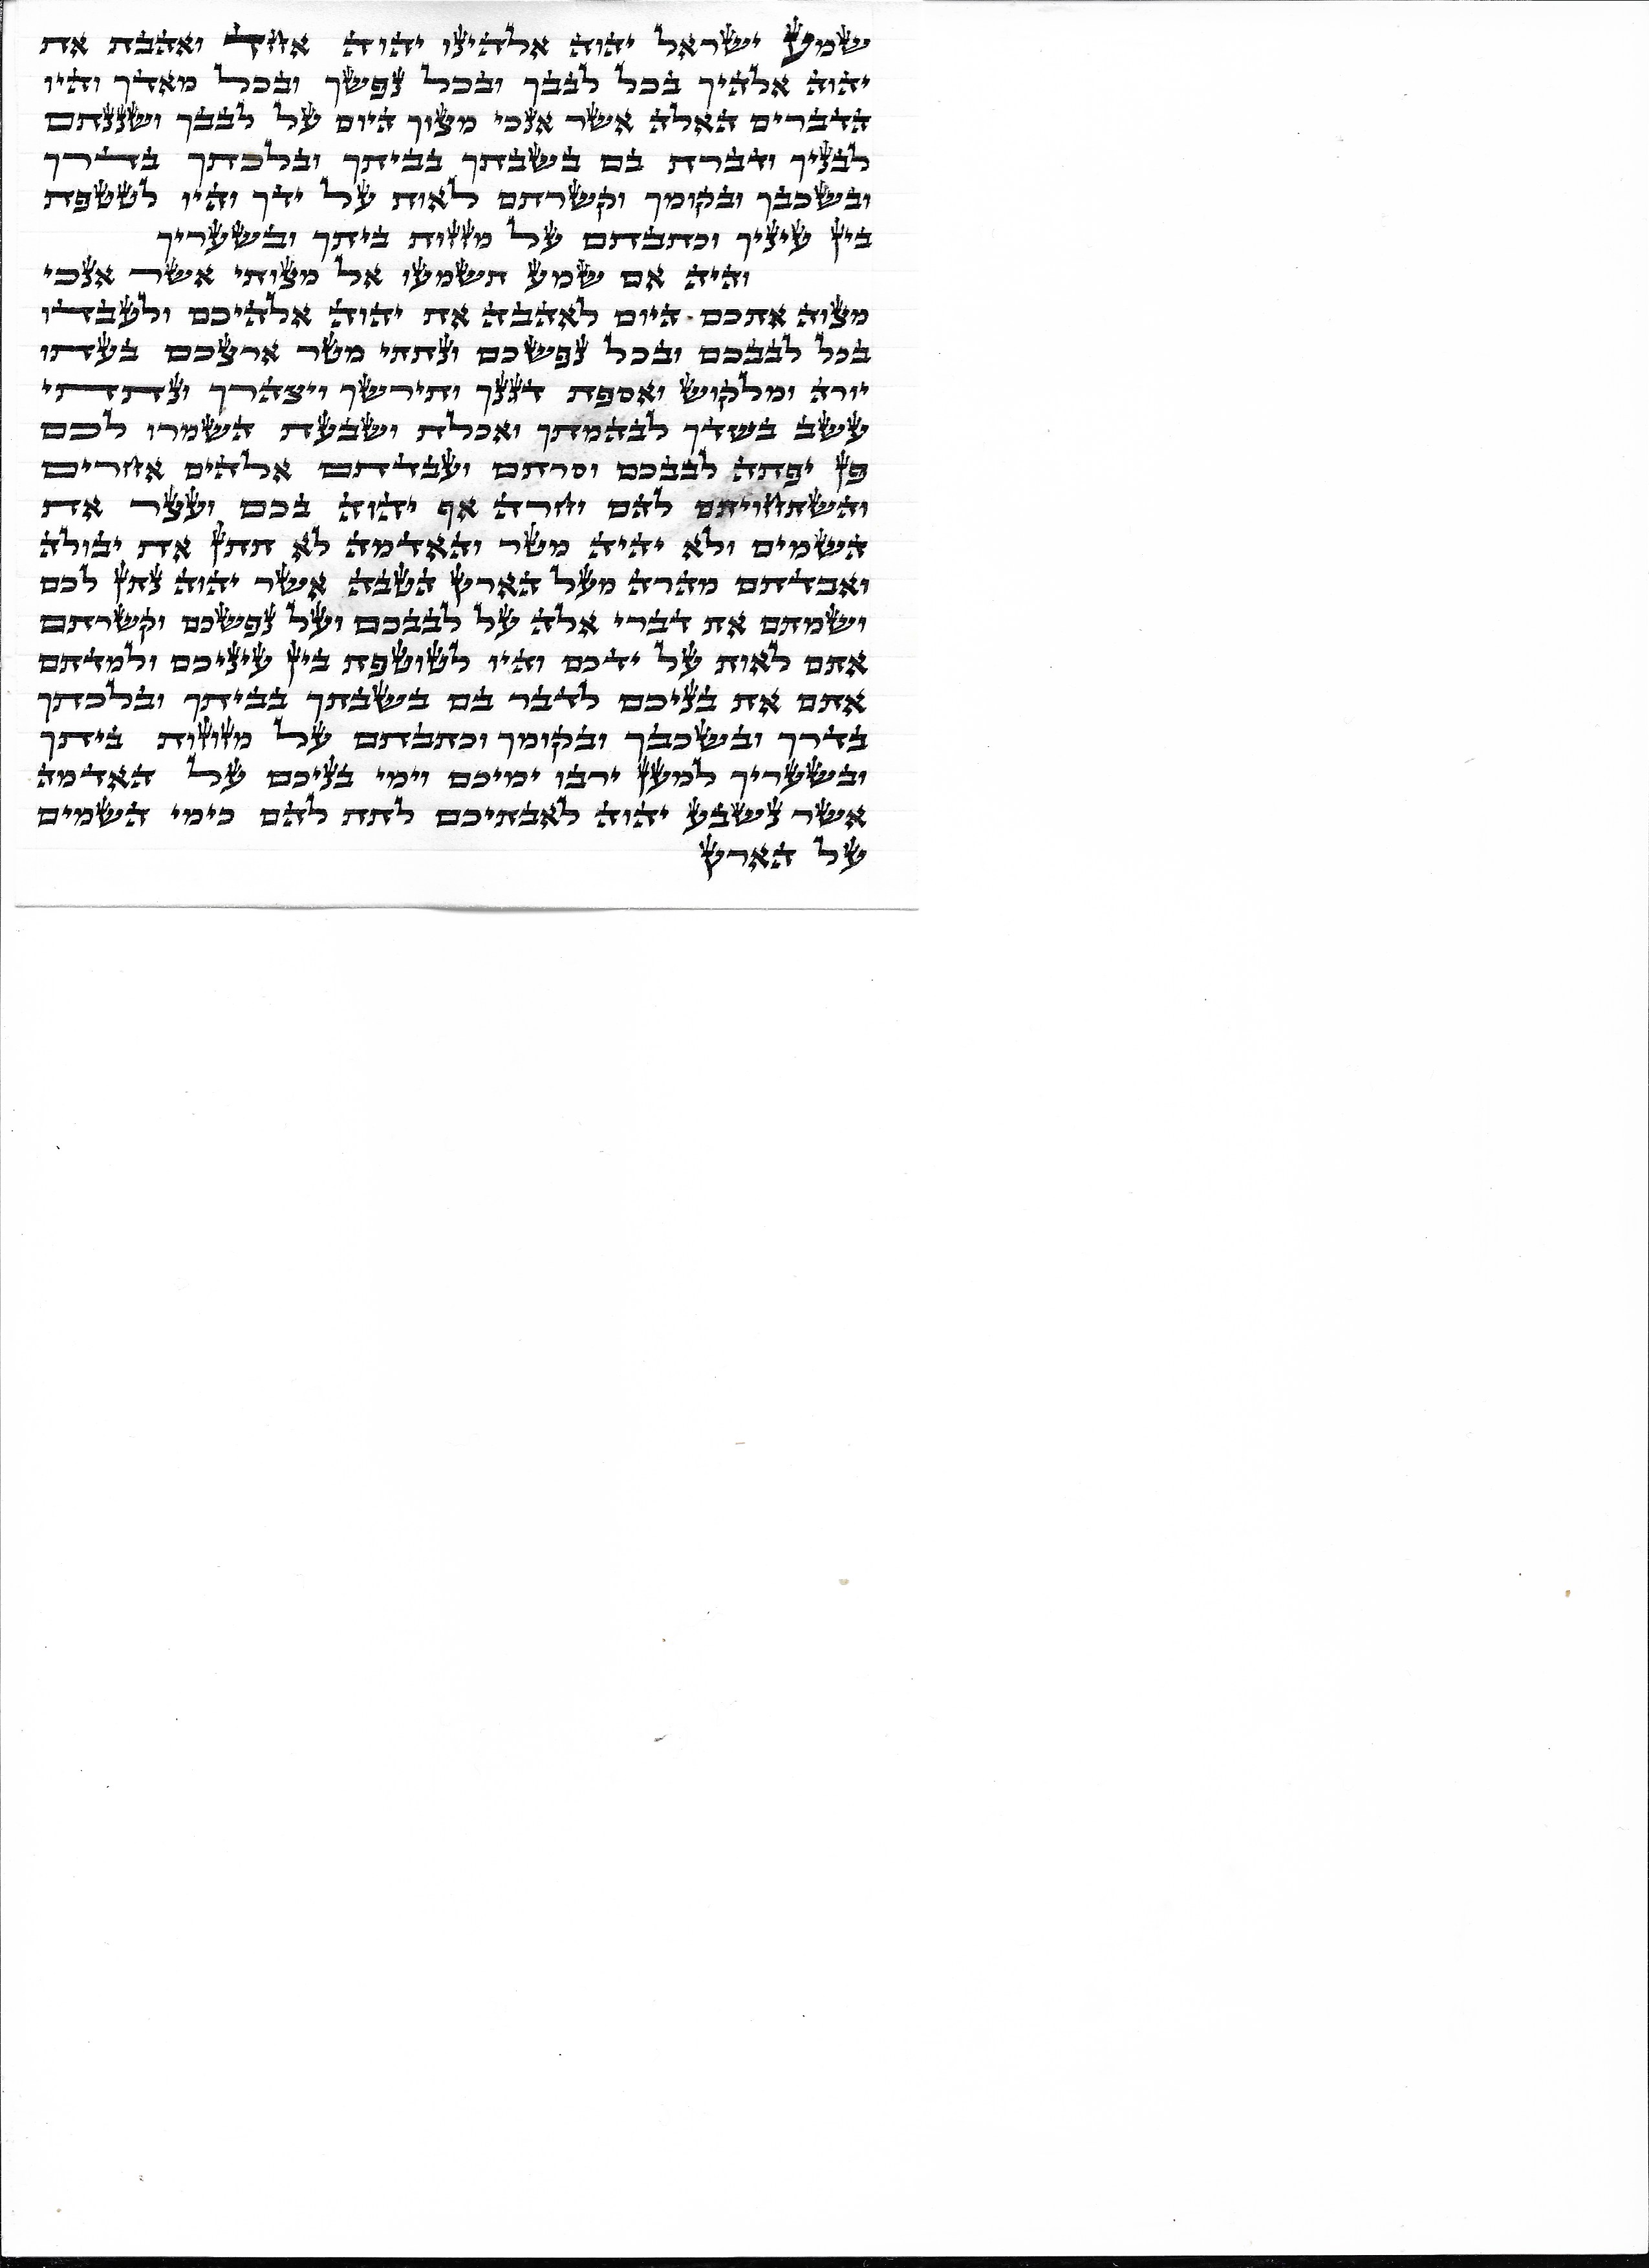 שמע ישראל יהוה אלהינו יהוה אחד ואהבת את
יהוה אלהיך בכל לבבך ובכל נפשך ובכל מאדך והיו
הדברים האלה אשר אנכי מצוך היום על לבבך ושננתם
לבניך ודברת בם בשבתך בביתך ובלכתך בדרך
ובשכבך ובקומך וקשרתם לאות על ידך והיו לטטפת
בין עיניך וכתבתם על מזזות ביתך ובשעריך
והיה אם שמע תשמעו אל מצותי אשר אנכי
מצוה אתכם היום לאהבה את יהוה אלהיכם ולעבדו
בכל לבבכם ובכל נפשכם ונתתי מטר ארצכם בעתו
יורה ומלקוש ואספת דגנך ותירשך ויצהרך ונתתי
עשב בשדך לבהמתך ואכלת ושבעת השמרו לכם
פן יפתה לבבכם וסרתם ועבדתם אלהים אחרים
והשתחויתם להם וחרה אף יהוה בכם ועצר את
השמים ולא יהיה מטר והאדמה לא תתן את יבולה
ואבדתם מהרה מעל הארץ הטבה אשר יהוה נתן לכם
ושמתם את דברי אלה על לבבכם ועל נפשכם וקשרתם
אתם לאות על ידכם והיו לטוטפת בין עיניכם ולמדתם
אתם את בניכם לדבר בם בשבתך בביתך ובלכתך
בדרך ובשכבך ובקומך וכתבתם על מזוזות ביתך
ובשעריך למען ירבו ימיכם וימי בניכם על האדמה
אשר נשבע יהוה לאבתיכם לתת להם כימי השמים
על הארץ